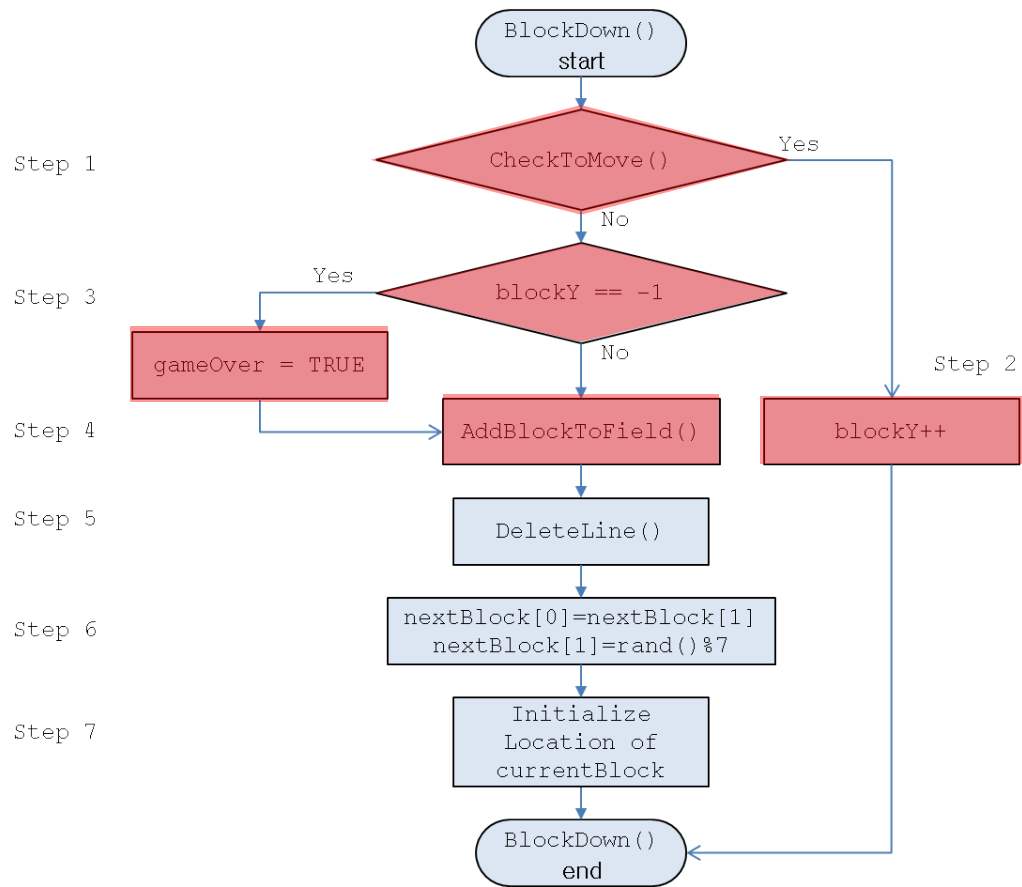 BlockDown()
start
Step 1
CheckToMove()
Yes
No
Step 3
Yes
blockY == -1
No
gameOver = TRUE
Step 2
Step 4
AddBlockToField()
blockY++
Step 5
DeleteLine()
Step 6
nextBlock[0]=nextBlock[1]
nextBlock[1]=rand()%7
Step 7
Initialize
Location of
currentBlock
BlockDown()
end